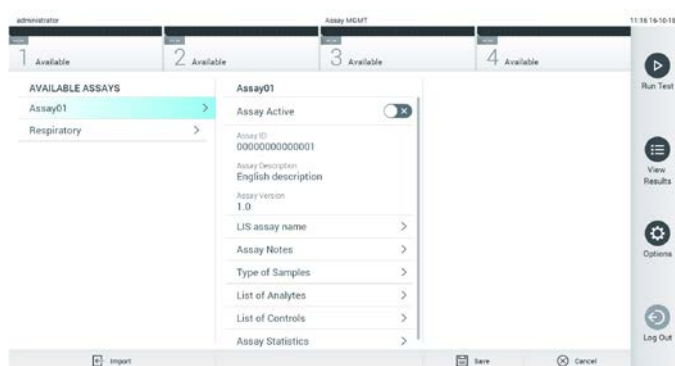 administrator
Assay MGMT
11:36 16-10-18
1 Available
2 Available
3 Available
4 Available
AVAILABLE ASSAYS
Assay01
Respiratory
Assay01
Assay Active
Assay ID
00000000000001
Assay Description
English description
Assay Version
1.0
LIS assay name
Assay Notes
Type of Samples
List of Analytes
List of Controls
Assay Statistics
Run Test
View
Results
Options
Log Out
Import
Save
Cancel